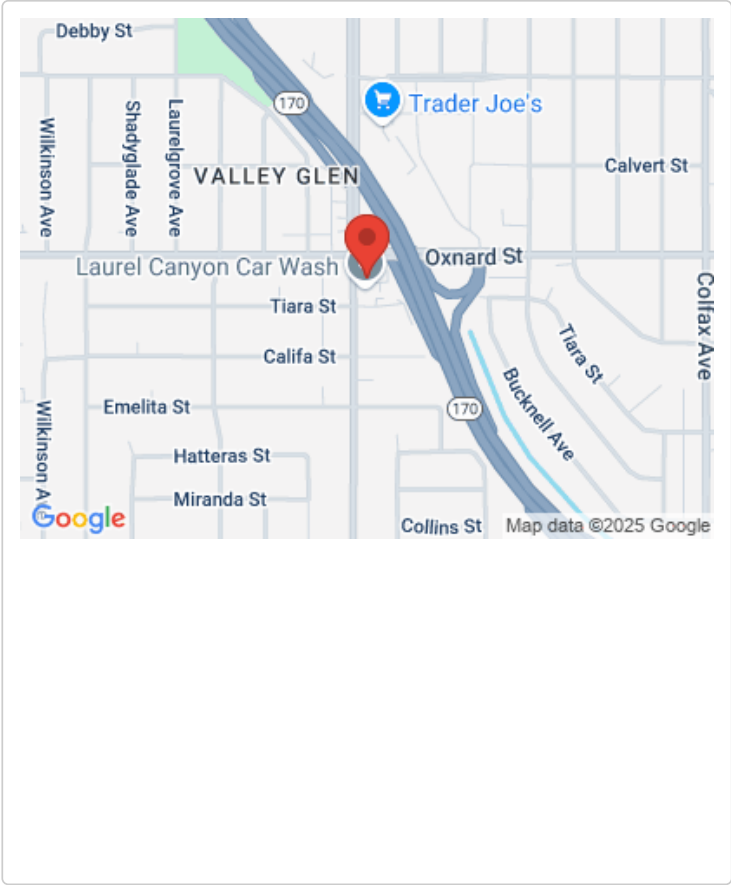 Debby St
170
Trader Joe's
Wilkinson Ave
Shadyglade Ave
Laurelgrove Ave
Calvert St
VALLEY GLEN
Oxnard St
Laurel Canyon Car Wash
Colfax Ave
Tiara St
Tiara St
Califa St
Bucknell Ave
Emelita St
170
Wilkinson Av
Hatteras St
Miranda St
Google
Collins St
Map data ©2025 Google